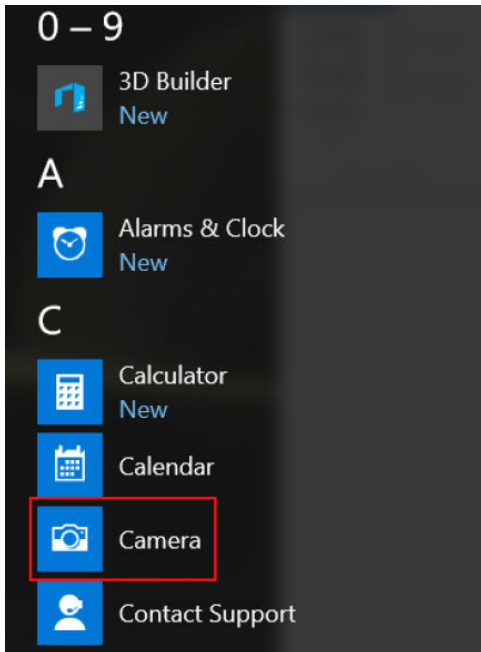 0 – 9
3D Builder
New
A
Alarms & Clock
New
C
Calculator
New
Calendar
Camera
Contact Support